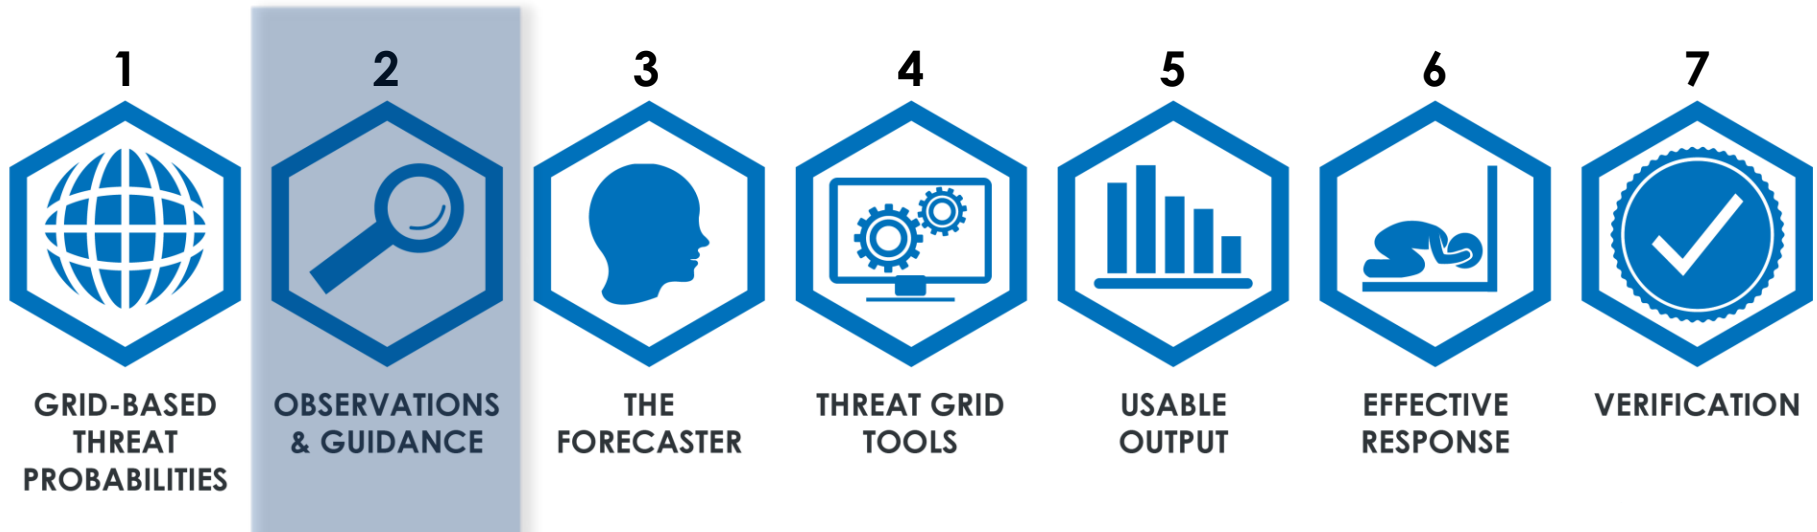 1
GRID-BASED
THREAT
PROBABILITIES
2
OBSERVATIONS
& GUIDANCE
3
THE
FORECASTER
4
THREAT GRID
TOOLS
5
USABLE
OUTPUT
6
EFFECTIVE
RESPONSE
7
VERIFICATION